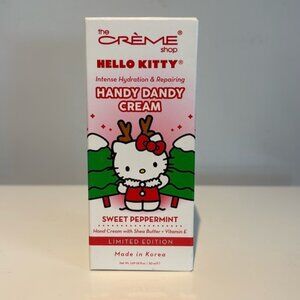 the
CRÈME®
shop
HELLO KITTY®
Intense Hydration & Repairing
HANDY DANDY
CREAM
SWEET PEPPERMINT
Hand Cream with Shea Butter + Vitamin E
LIMITED EDITION
Made in Korea